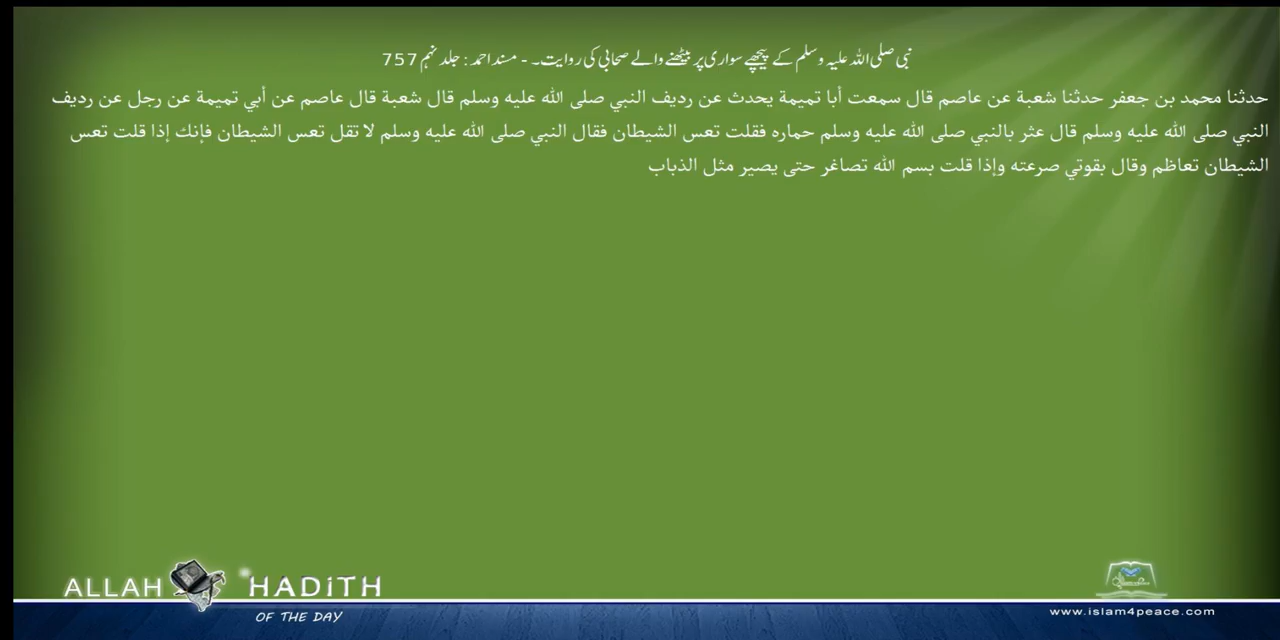 نبی صلی اللہ علیہ وسلم کے پیچھے سواری پر بیٹھنے والے صحابی کی روایت۔ - مسند احمد : جلد نہم 757
حدثنا محمد بن جعفر حدثنا شعبة عن عاصم قال سمعت أبا تميمة يحدث عن رديف النبي صلى الله عليه وسلم قال شعبة قال عاصم عن أبي تميمة عن رجل عن رديف
النبي صلى الله عليه وسلم قال عثر بالنبي صلى الله عليه وسلم حماره فقلت تعس الشيطان فقال النبي صلى الله عليه وسلم لا تقل تعس الشيطان فإنك إذا قلت تعس
الشيطان تعاظم وقال بقوتي صرعته وإذا قلت بسم الله تصاغر حتى يصير مثل الذباب
ALLAH HADITH
OF THE DAY
www.islam4peace.com